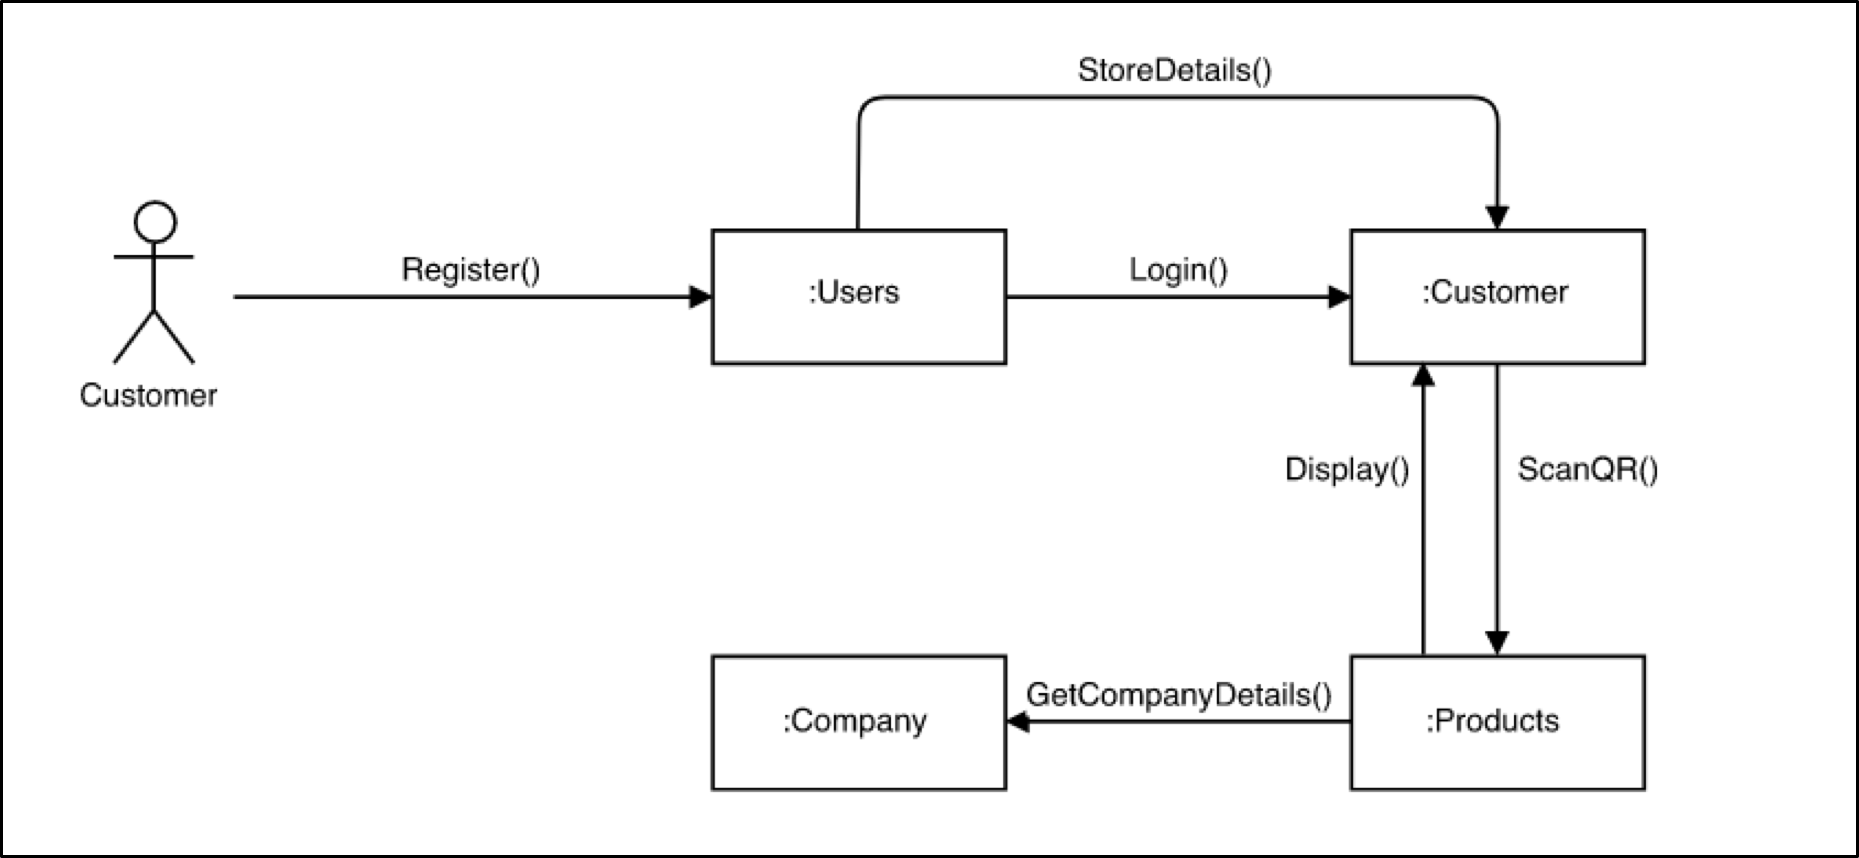 StoreDetails()
Register()
:Users
Login()
:Customer
Customer
Display()
ScanQR()
:Company
GetCompanyDetails()
:Products